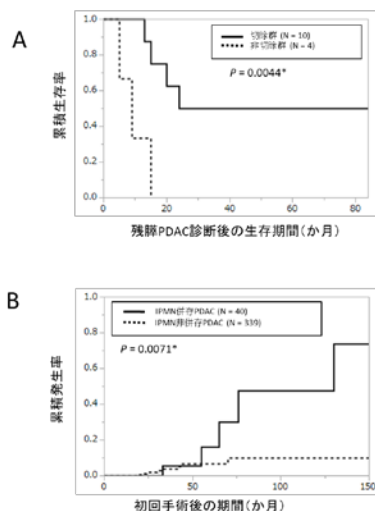 A
累積生存率
1.0
0.8
0.6
0.4
0.2
0.0
切除群 (N = 10)
非切除群 (N = 4)
P = 0.0044*
0 20 40 60 80
残膵PDAC診断後の生存期間(か月)
B
累積発生率
1.0
0.8
0.6
0.4
0.2
0.0
IPMN併存PDAC (N = 40)
IPMN非併存PDAC (N = 339)
P = 0.0071*
0 50 100 150
初回手術後の期間(か月)